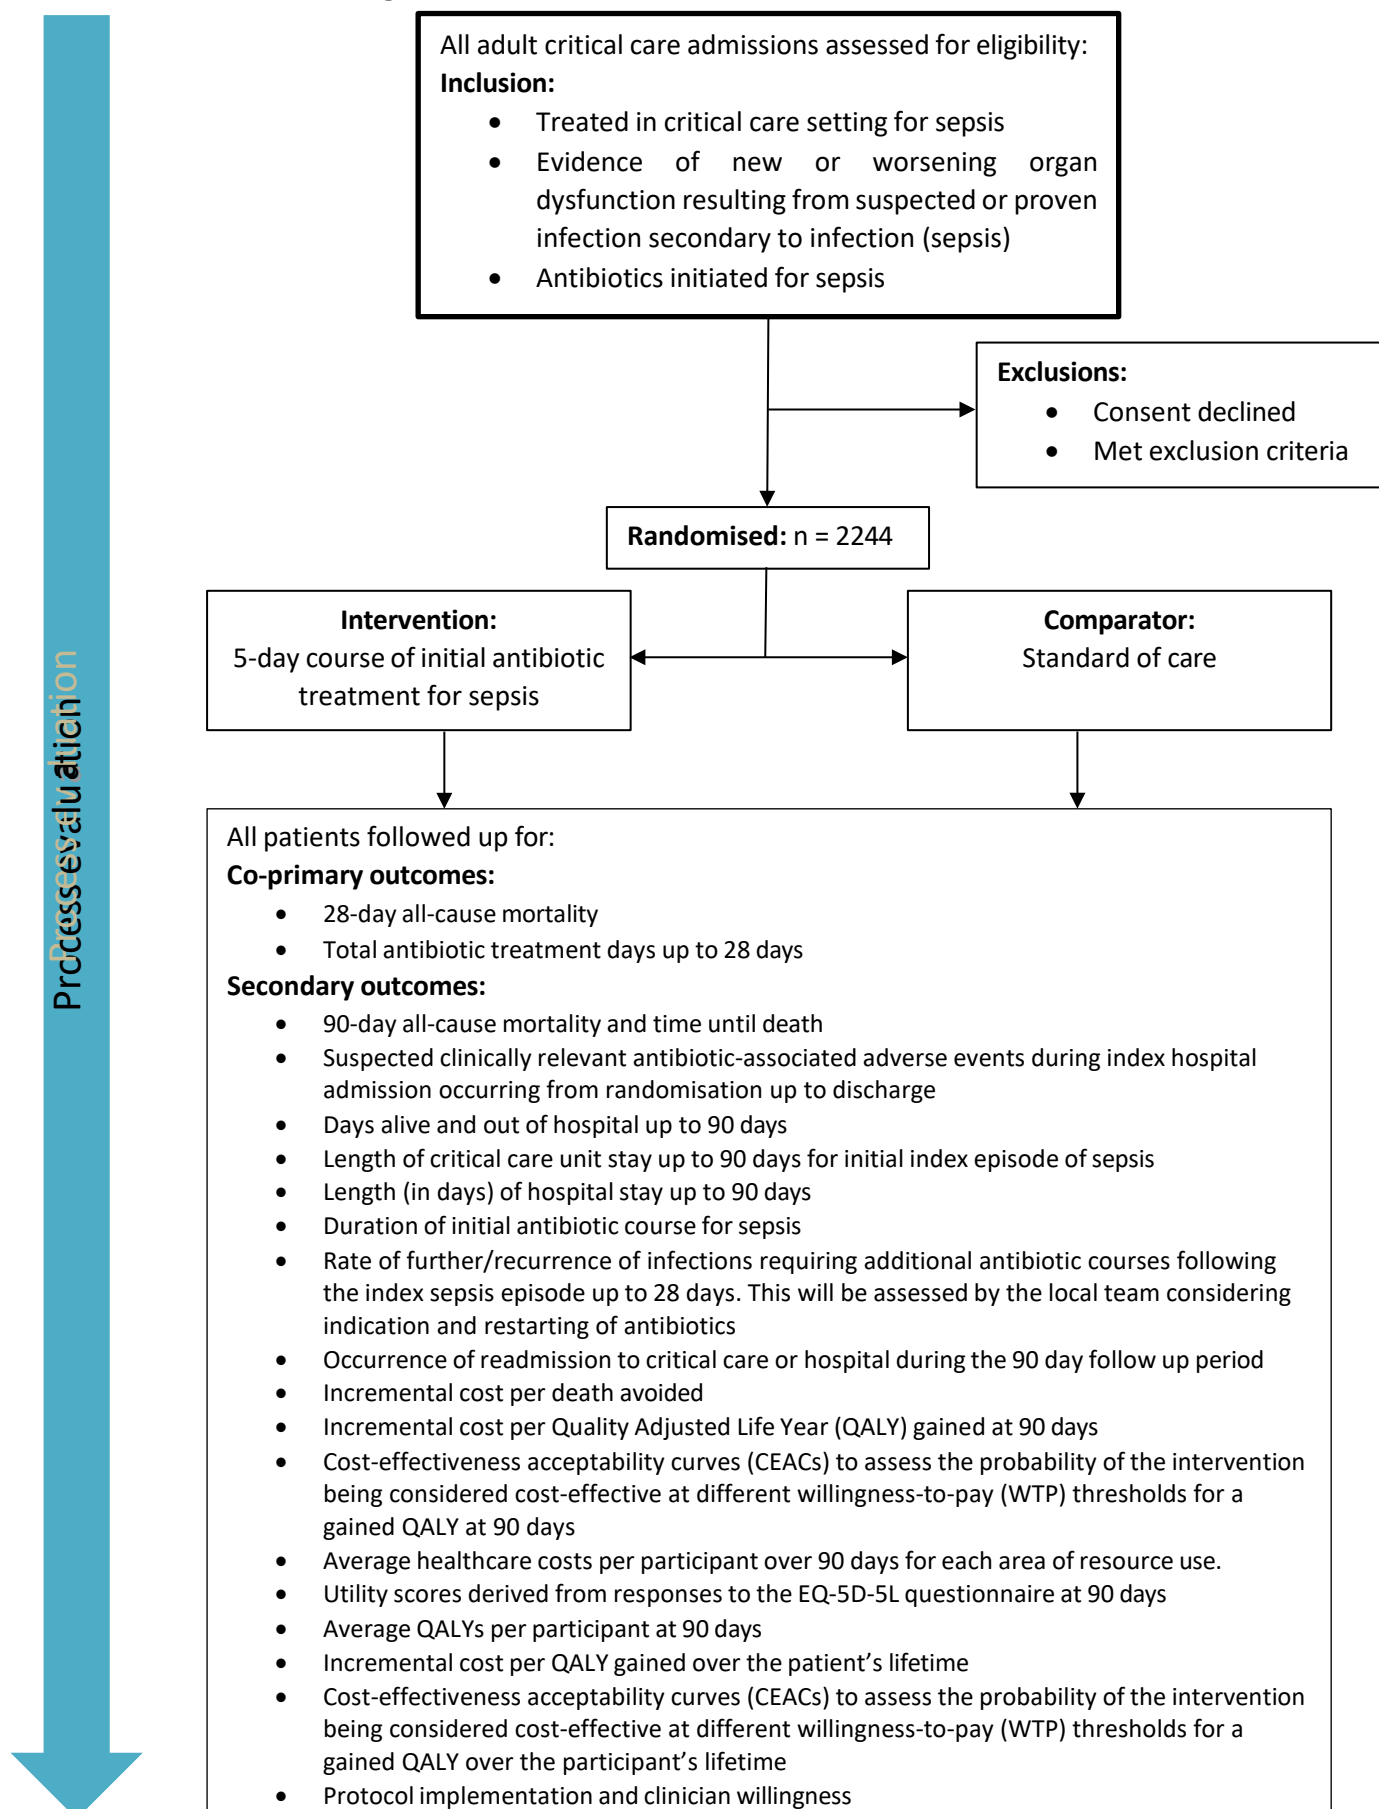 All adult critical care admissions assessed for eligibility:
Inclusion:
• Treated in critical care setting for sepsis
• Evidence of new or worsening organ
dysfunction resulting from suspected or proven
infection secondary to infection (sepsis)
• Antibiotics initiated for sepsis
Exclusions:
• Consent declined
• Met exclusion criteria
Randomised: n = 2244
Intervention:
5-day course of initial antibiotic
treatment for sepsis
Comparator:
Standard of care
Process evaluation
Process evaluation
All patients followed up for:
Co-primary outcomes:
• 28-day all-cause mortality
• Total antibiotic treatment days up to 28 days
Secondary outcomes:
• 90-day all-cause mortality and time until death
• Suspected clinically relevant antibiotic-associated adverse events during index hospital
admission occurring from randomisation up to discharge
• Days alive and out of hospital up to 90 days
• Length of critical care unit stay up to 90 days for initial index episode of sepsis
• Length (in days) of hospital stay up to 90 days
• Duration of initial antibiotic course for sepsis
• Rate of further/recurrence of infections requiring additional antibiotic courses following
the index sepsis episode up to 28 days. This will be assessed by the local team considering
indication and restarting of antibiotics
• Occurrence of readmission to critical care or hospital during the 90 day follow up period
• Incremental cost per death avoided
• Incremental cost per Quality Adjusted Life Year (QALY) gained at 90 days
• Cost-effectiveness acceptability curves (CEACs) to assess the probability of the intervention
being considered cost-effective at different willingness-to-pay (WTP) thresholds for a
gained QALY at 90 days
• Average healthcare costs per participant over 90 days for each area of resource use.
• Utility scores derived from responses to the EQ-5D-5L questionnaire at 90 days
• Average QALYs per participant at 90 days
• Incremental cost per QALY gained over the patient’s lifetime
• Cost-effectiveness acceptability curves (CEACs) to assess the probability of the intervention
being considered cost-effective at different willingness-to-pay (WTP) thresholds for a
gained QALY over the participant’s lifetime
• Protocol implementation and clinician willingness